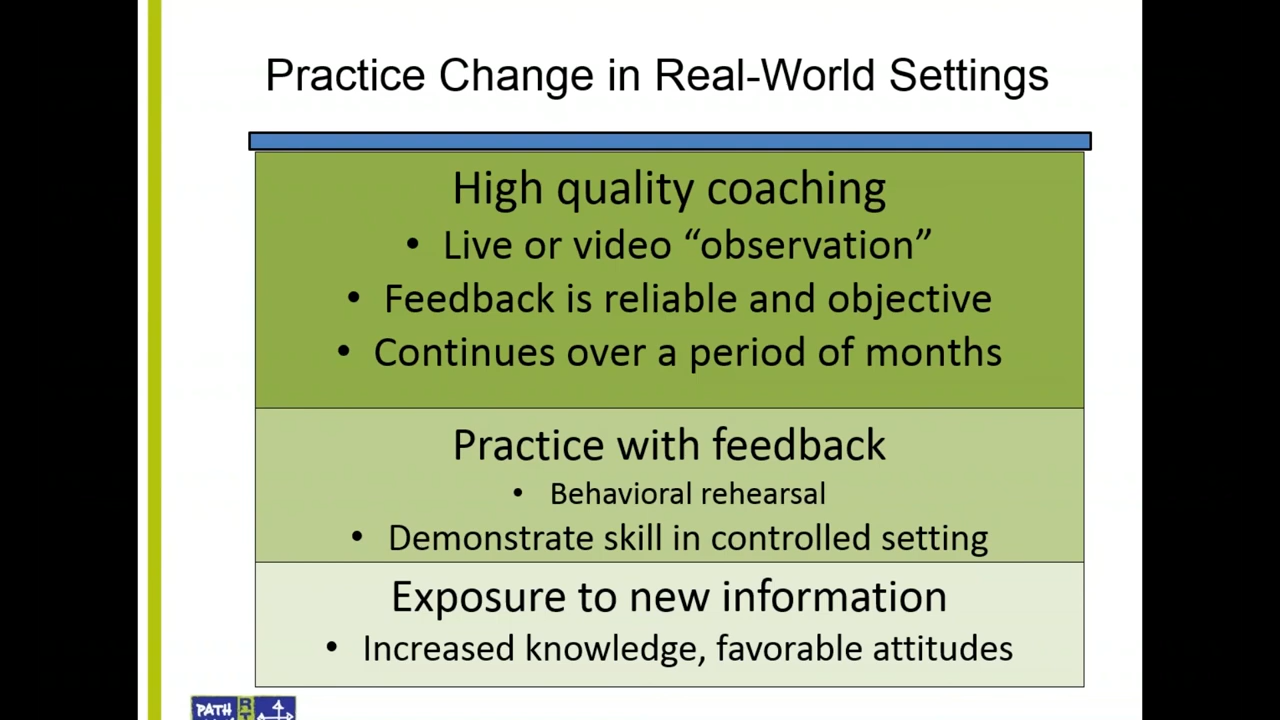 Practice Change in Real-World Settings
High quality coaching
• Live or video “observation”
• Feedback is reliable and objective
• Continues over a period of months
Practice with feedback
• Behavioral rehearsal
• Demonstrate skill in controlled setting
Exposure to new information
• Increased knowledge, favorable attitudes
PATH